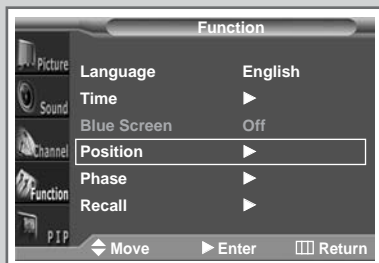 Function
Picture
Sound
Channel
Function
PIP
Language English
Time ▶
Blue Screen Off
Position ▶
Phase ▶
Recall ▶
Move Enter Return